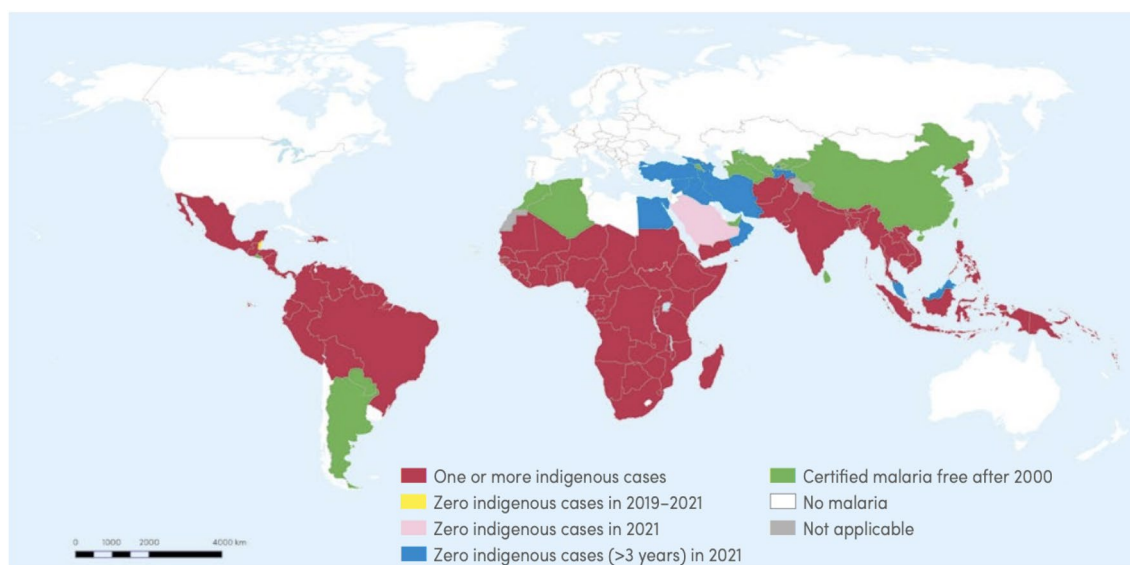 One or more indigenous cases
Zero indigenous cases in 2019–2021
Zero indigenous cases in 2021
Zero indigenous cases (>3 years) in 2021
Certified malaria free after 2000
No malaria
Not applicable
0 1000 2000 4000 km